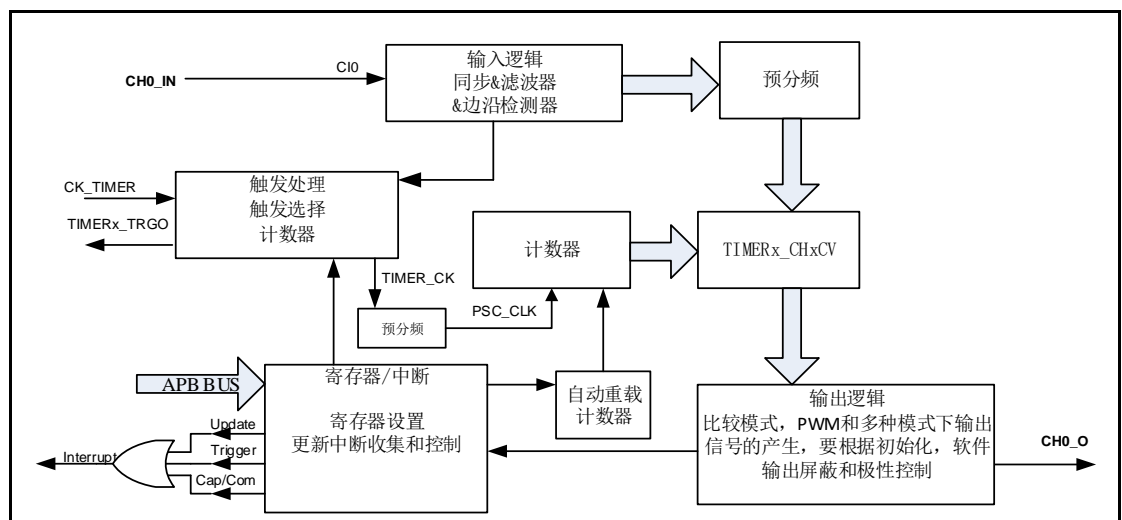 CH0_IN
CI0
输入逻辑
同步&滤波器
&边沿检测器
预分频
CK_TIMER
TIMERx_TRGO
触发处理
触发选择
计数器
TIMER_CK
预分频
PSC_CLK
计数器
TIMERx_CHxCV
APB BUS
寄存器/中断
寄存器设置
更新中断收集和控制
自动重载
计数器
输出逻辑
比较模式，PWM和多种模式下输出
信号的产生，要根据初始化，软件
输出屏蔽和极性控制
CH0_O
Update
Trigger
Cap/Com
Interrupt